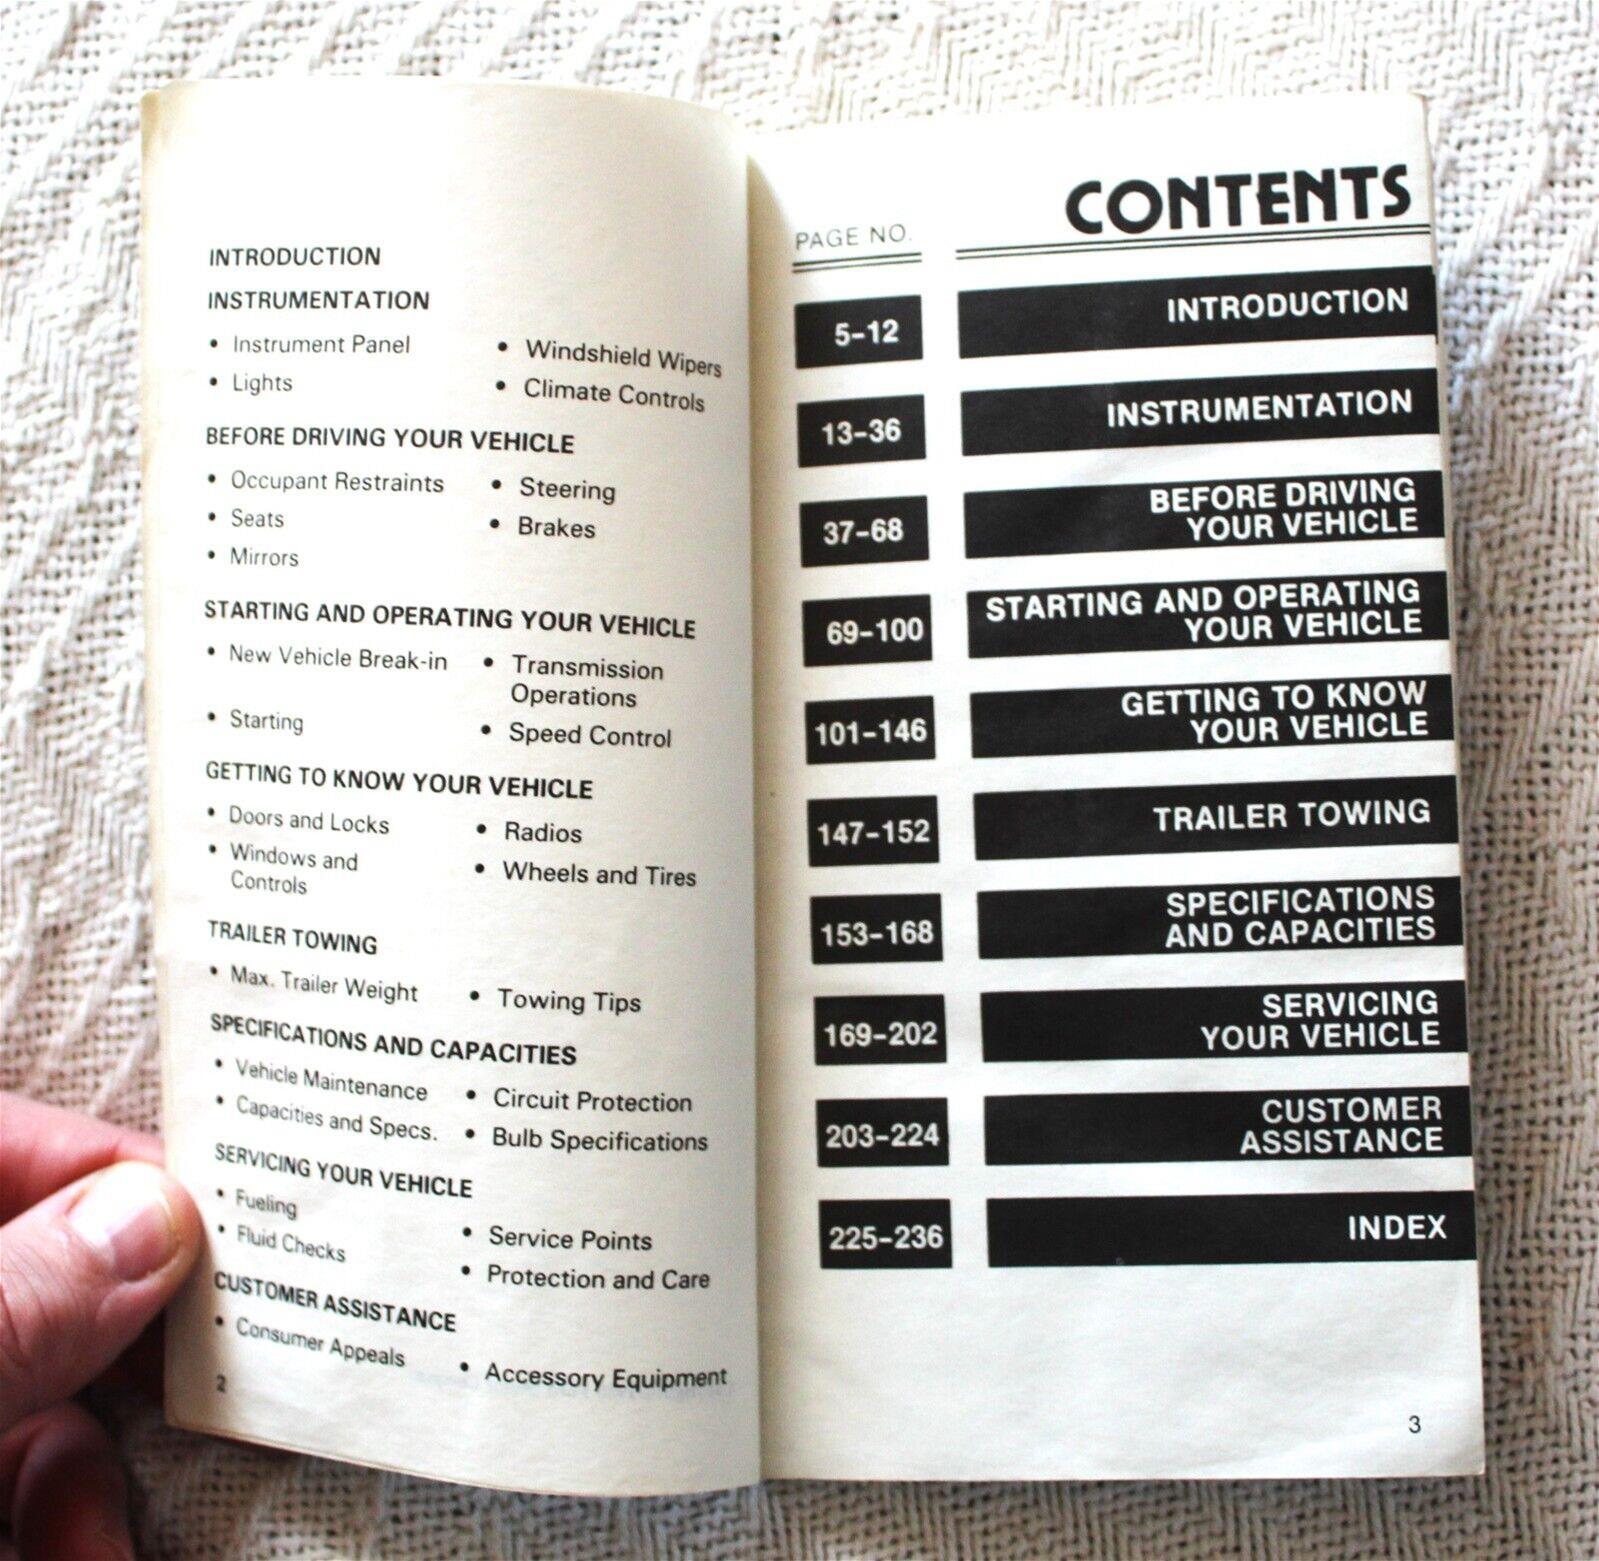 INTRODUCTION
INSTRUMENTATION
• Instrument Panel
• Lights
• Windshield Wipers
• Climate Controls
BEFORE DRIVING YOUR VEHICLE
• Occupant Restraints
• Seats
• Mirrors
• Steering
• Brakes
STARTING AND OPERATING YOUR VEHICLE
• New Vehicle Break-in
• Starting
• Transmission
Operations
• Speed Control
GETTING TO KNOW YOUR VEHICLE
• Doors and Locks
• Windows and
Controls
• Radios
• Wheels and Tires
TRAILER TOWING
• Max. Trailer Weight
• Towing Tips
SPECIFICATIONS AND CAPACITIES
• Vehicle Maintenance
• Capacities and Specs.
• Circuit Protection
• Bulb Specifications
SERVICING YOUR VEHICLE
• Fueling
• Fluid Checks
• Service Points
• Protection and Care
CUSTOMER ASSISTANCE
• Consumer Appeals
• Accessory Equipment
2
CONTENTS
PAGE NO.
5-12 INTRODUCTION
13-36 INSTRUMENTATION
37-68 BEFORE DRIVING
YOUR VEHICLE
69-100 STARTING AND OPERATING
YOUR VEHICLE
101-146 GETTING TO KNOW
YOUR VEHICLE
147-152 TRAILER TOWING
153-168 SPECIFICATIONS
AND CAPACITIES
169-202 SERVICING
YOUR VEHICLE
203-224 CUSTOMER
ASSISTANCE
225-236 INDEX
3